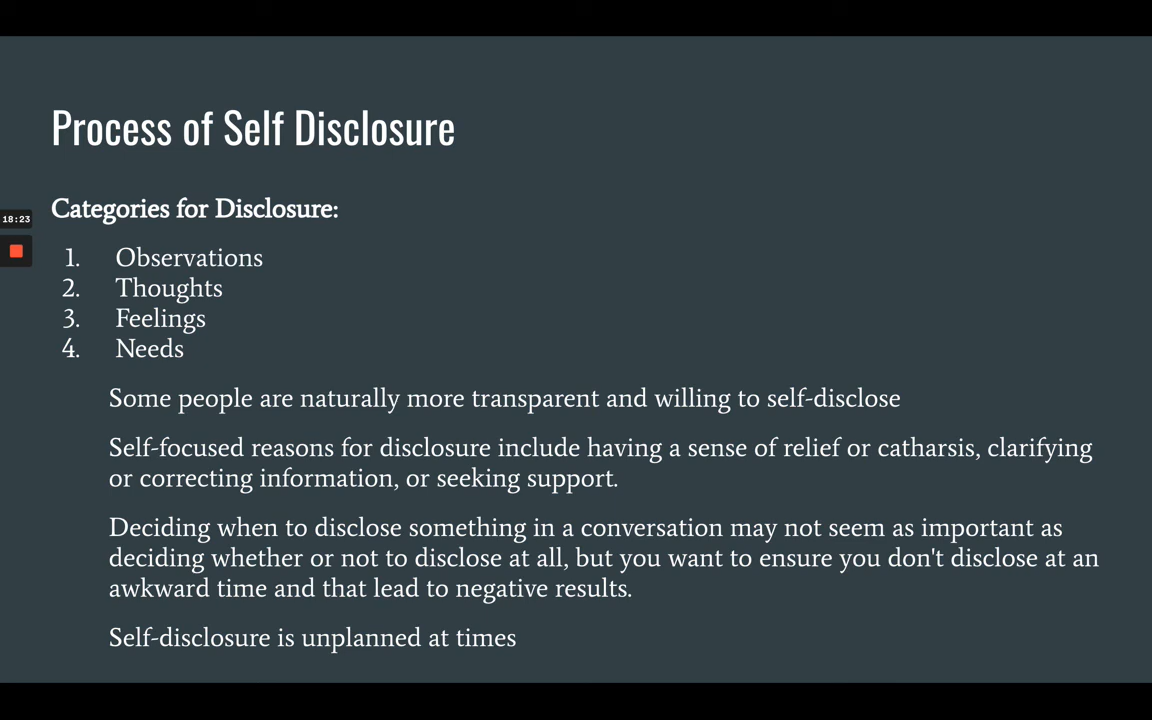 Process of Self Disclosure
Categories for Disclosure:
18:23
1. Observations
2. Thoughts
3. Feelings
4. Needs
Some people are naturally more transparent and willing to self-disclose
Self-focused reasons for disclosure include having a sense of relief or catharsis, clarifying
or correcting information, or seeking support.
Deciding when to disclose something in a conversation may not seem as important as
deciding whether or not to disclose at all, but you want to ensure you don't disclose at an
awkward time and that lead to negative results.
Self-disclosure is unplanned at times